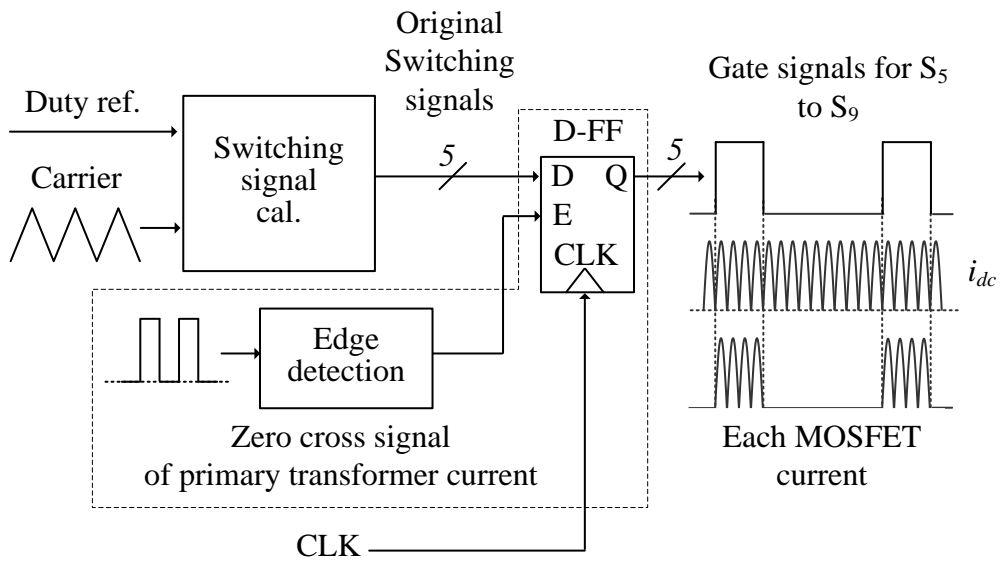 Original
Switching
signals
Gate signals for S5
to S9
Duty ref.
Carrier
Switching
signal
cal.
5
D-FF
D Q
E
CLK
5
idc
Edge
detection
Zero cross signal
of primary transformer current
Each MOSFET
current
CLK